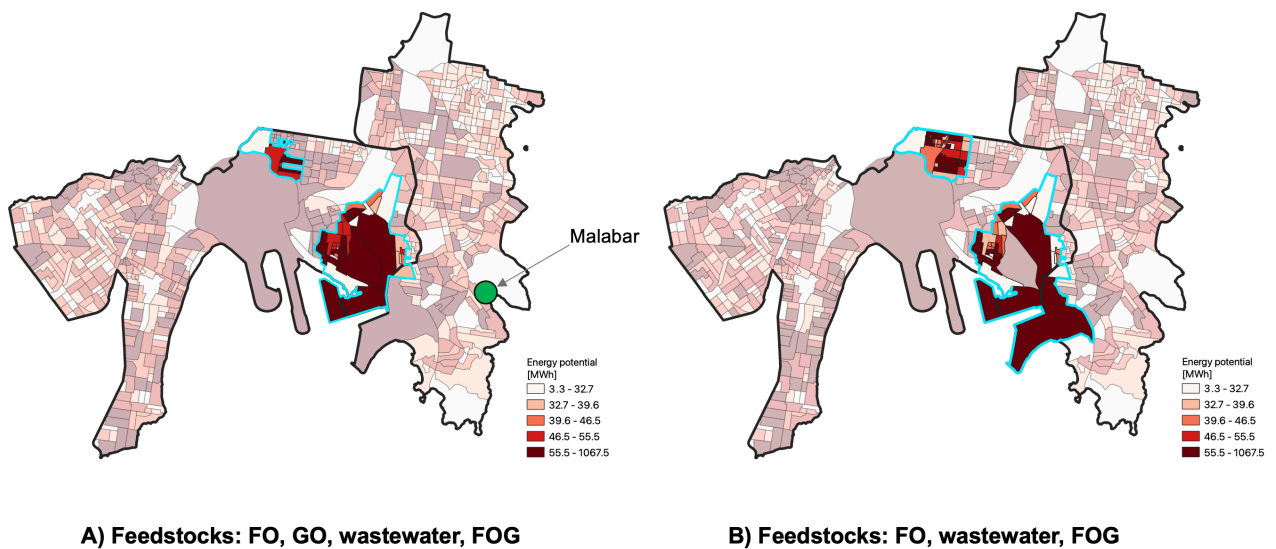 Malabar
Energy potential
[MWh]
3.3 - 32.7
32.7 - 39.6
39.6 - 46.5
46.5 - 55.5
55.5 - 1067.5
Energy potential
[MWh]
3.3 - 32.7
32.7 - 39.6
39.6 - 46.5
46.5 - 55.5
55.5 - 1067.5
A) Feedstocks: FO, GO, wastewater, FOG
B) Feedstocks: FO, wastewater, FOG